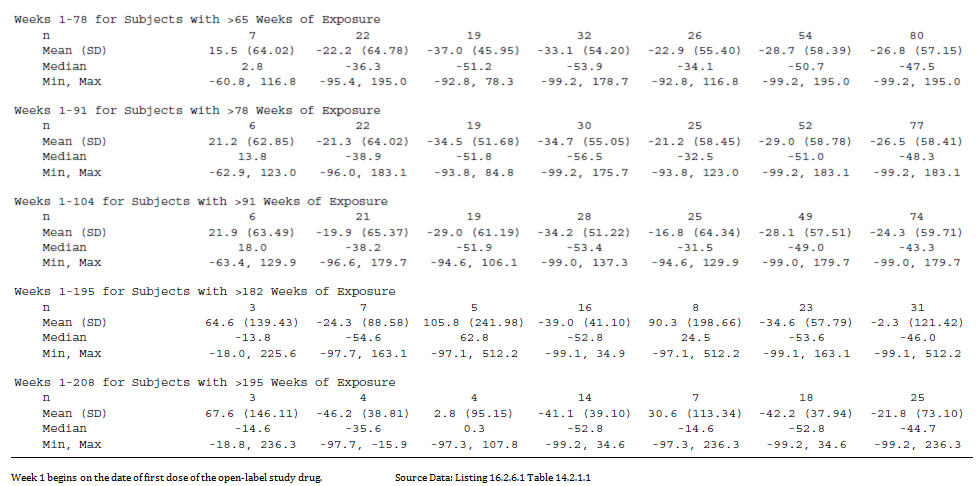 Weeks 1-78 for Subjects with >65 Weeks of Exposure
n 7 22 19 32 26 54 80
Mean (SD) 15.5 (64.02) -22.2 (64.78) -37.0 (45.95) -33.1 (54.20) -22.9 (55.40) -28.7 (58.39) -26.8 (57.15)
Median 2.8 -36.3 -51.2 -53.9 -34.1 -50.7 -47.5
Min, Max -60.8, 116.8 -95.4, 195.0 -92.8, 78.3 -99.2, 178.7 -92.8, 116.8 -99.2, 195.0 -99.2, 195.0
Weeks 1-91 for Subjects with >78 Weeks of Exposure
n 6 22 19 30 25 52 77
Mean (SD) 21.2 (62.85) -21.3 (64.02) -34.5 (51.68) -34.7 (55.05) -21.2 (58.45) -29.0 (58.78) -26.5 (58.41)
Median 13.8 -38.9 -51.8 -56.5 -32.5 -51.0 -48.3
Min, Max -62.9, 123.0 -96.0, 183.1 -93.8, 84.8 -99.2, 175.7 -93.8, 123.0 -99.2, 183.1 -99.2, 183.1
Weeks 1-104 for Subjects with >91 Weeks of Exposure
n 6 21 19 28 25 49 74
Mean (SD) 21.9 (63.49) -19.9 (65.37) -29.0 (61.19) -34.2 (51.22) -16.8 (64.34) -28.1 (57.51) -24.3 (59.71)
Median 18.0 -38.2 -51.9 -53.4 -31.5 -49.0 -43.3
Min, Max -63.4, 129.9 -96.6, 179.7 -94.6, 106.1 -99.0, 137.3 -94.6, 129.9 -99.0, 179.7 -99.0, 179.7
Weeks 1-195 for Subjects with >182 Weeks of Exposure
n 3 7 5 16 8 23 31
Mean (SD) 64.6 (139.43) -24.3 (88.58) 105.8 (241.98) -39.0 (41.10) 90.3 (198.66) -34.6 (57.79) -2.3 (121.42)
Median -13.8 -54.6 62.8 -52.8 24.5 -53.6 -46.0
Min, Max -18.0, 225.6 -97.7, 163.1 -97.1, 512.2 -99.1, 34.9 -97.1, 512.2 -99.1, 163.1 -99.1, 512.2
Weeks 1-208 for Subjects with >195 Weeks of Exposure
n 3 4 4 14 7 18 25
Mean (SD) 67.6 (146.11) -46.2 (38.81) 2.8 (95.15) -41.1 (39.10) 30.6 (113.34) -42.2 (37.94) -21.8 (73.10)
Median -14.6 -35.6 0.3 -52.8 -14.6 -52.8 -44.7
Min, Max -18.8, 236.3 -97.7, -15.9 -97.3, 107.8 -99.2, 34.6 -97.3, 236.3 -99.2, 34.6 -99.2, 236.3
Week 1 begins on the date of first dose of the open-label study drug. Source Data: Listing 16.2.6.1 Table 14.2.1.1